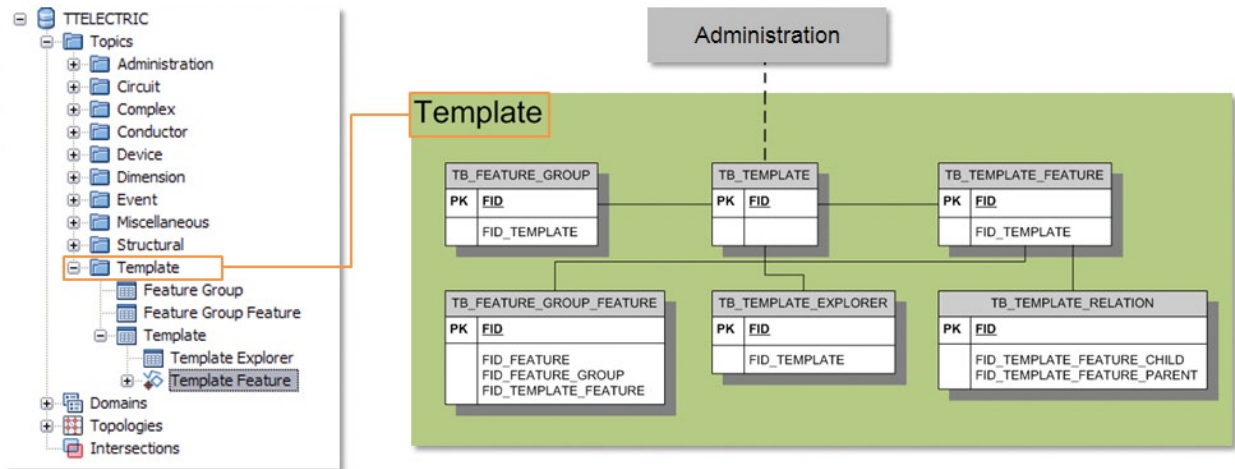 TTELECTRIC
Topics
Administration
Circuit
Complex
Conductor
Device
Dimension
Event
Miscellaneous
Structural
Template
Feature Group
Feature Group Feature
Template
Template Explorer
Template Feature
Domains
Topologies
Intersections
Administration
Template
TB_FEATURE_GROUP
PK FID
FID_TEMPLATE
TB_TEMPLATE
PK FID
TB_TEMPLATE_FEATURE
PK FID
FID_TEMPLATE
TB_FEATURE_GROUP_FEATURE
PK FID
FID_FEATURE
FID_FEATURE_GROUP
FID_TEMPLATE_FEATURE
TB_TEMPLATE_EXPLORER
PK FID
FID_TEMPLATE
TB_TEMPLATE_RELATION
PK FID
FID_TEMPLATE_FEATURE_CHILD
FID_TEMPLATE_FEATURE_PARENT